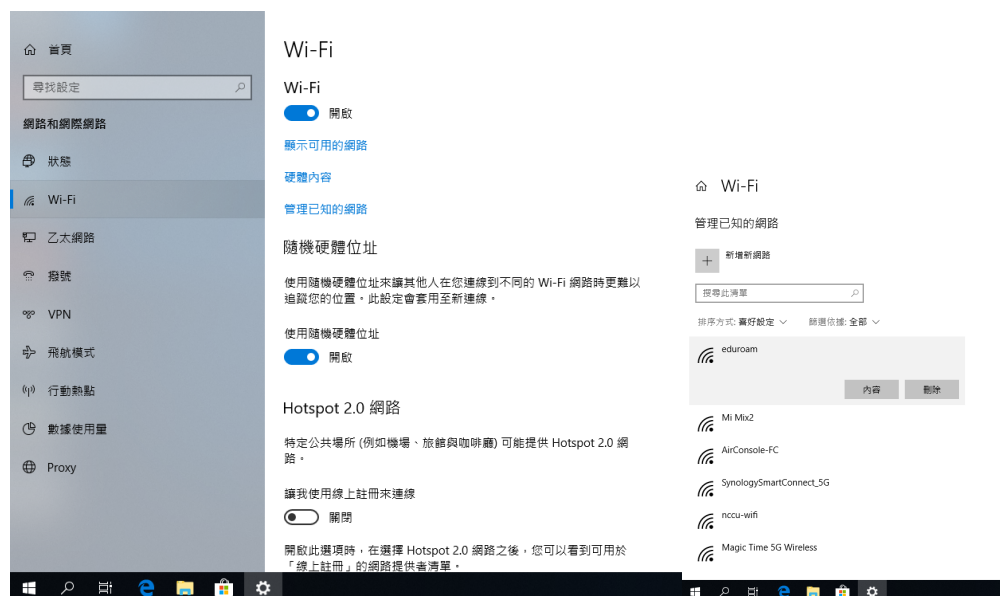 首頁
尋找設定
網路和網際網路
狀態
Wi-Fi
乙太網路
撥號
VPN
飛航模式
行動熱點
數據使用量
Proxy
Wi-Fi
Wi-Fi
開啟
顯示可用的網路
硬體內容
管理已知的網路
隨機硬體位址
使用隨機硬體位址來讓其他人在您連線到不同的 Wi-Fi 網路時更難以
追蹤您的位置。此設定會套用至新連線。
使用隨機硬體位址
開啟
Hotspot 2.0 網路
特定公共場所 (例如機場、旅館與咖啡廳) 可能提供 Hotspot 2.0 網
路。
讓我使用線上註冊來連線
關閉
開啟此選項時，在選擇 Hotspot 2.0 網路之後，您可以看到可用於
「線上註冊」的網路提供者清單。
Wi-Fi
管理已知的網路
新增新網路
搜尋此清單
排序方式: 喜好設定 篩選依據: 全部
eduroam
內容 刪除
Mi Mix2
AirConsole-FC
SynologySmartConnect_5G
nccu-wifi
Magic Time 5G Wireless